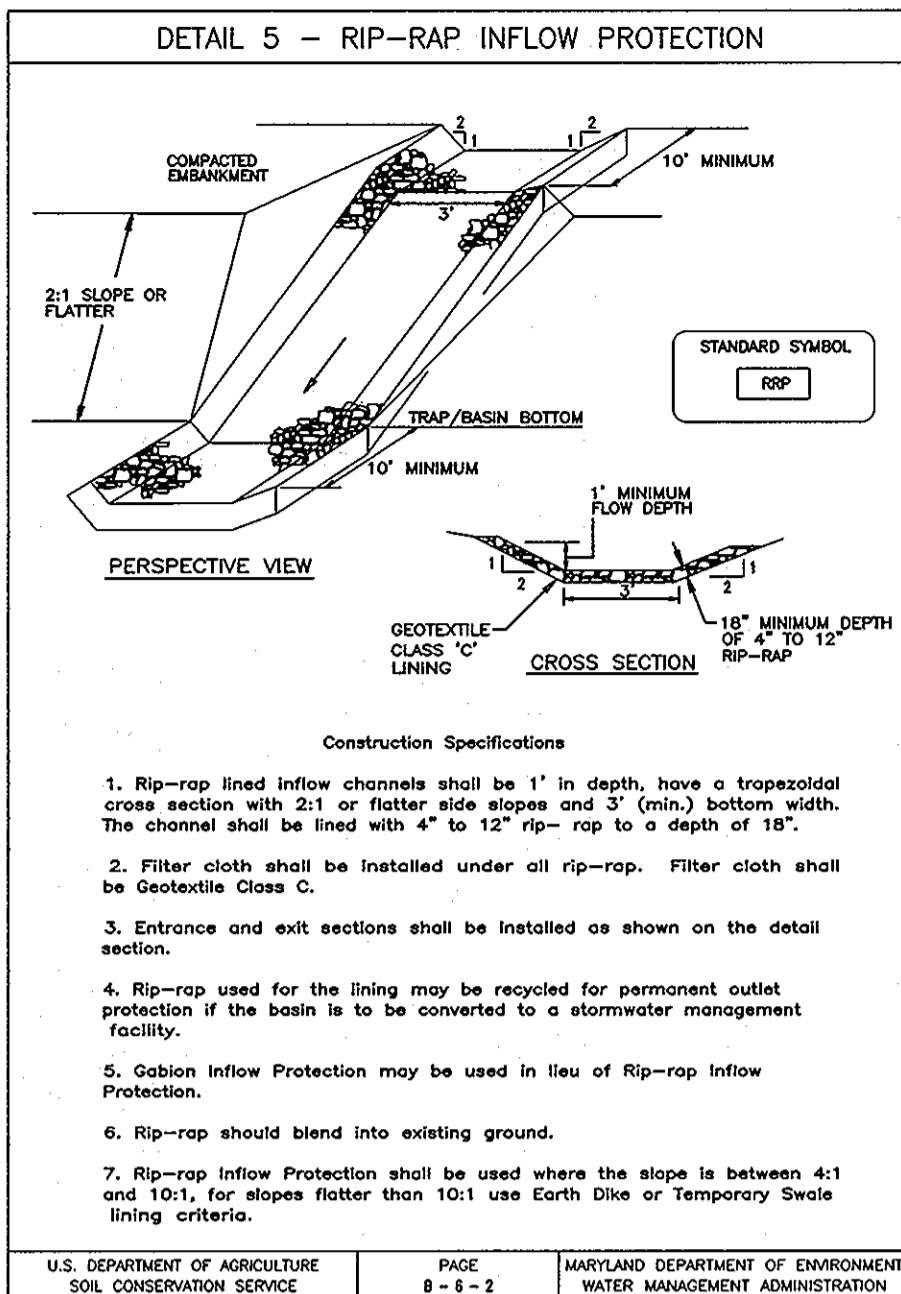 DETAIL 5 – RIP–RAP INFLOW PROTECTION
2
1
1
2
COMPACTED
EMBANKMENT
10' MINIMUM
3'
2:1 SLOPE OR
FLATTER
STANDARD SYMBOL
RRP
TRAP/BASIN BOTTOM
10' MINIMUM
1' MINIMUM
FLOW DEPTH
PERSPECTIVE VIEW
1
2
3'
2
1
GEOTEXTILE
CLASS 'C'
LINING
18" MINIMUM DEPTH
OF 4" TO 12"
RIP–RAP
CROSS SECTION
Construction Specifications
1. Rip–rap lined inflow channels shall be 1' in depth, have a trapezoidal
cross section with 2:1 or flatter side slopes and 3' (min.) bottom width.
The channel shall be lined with 4" to 12" rip– rap to a depth of 18".
2. Filter cloth shall be installed under all rip–rap. Filter cloth shall
be Geotextile Class C.
3. Entrance and exit sections shall be installed as shown on the detail
section.
4. Rip–rap used for the lining may be recycled for permanent outlet
protection if the basin is to be converted to a stormwater management
facility.
5. Gabion Inflow Protection may be used in lieu of Rip–rap Inflow
Protection.
6. Rip–rap should blend into existing ground.
7. Rip–rap Inflow Protection shall be used where the slope is between 4:1
and 10:1, for slopes flatter than 10:1 use Earth Dike or Temporary Swale
lining criteria.
U.S. DEPARTMENT OF AGRICULTURE
SOIL CONSERVATION SERVICE
PAGE
B – 6 – 2
MARYLAND DEPARTMENT OF ENVIRONMENT
WATER MANAGEMENT ADMINISTRATION